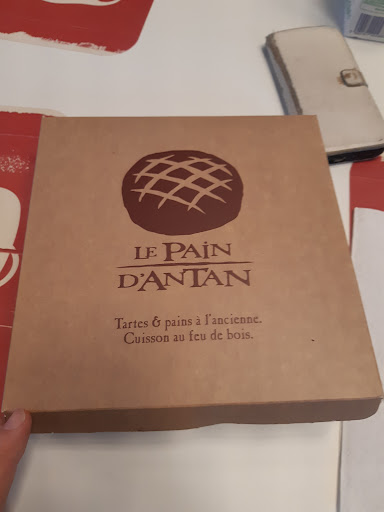 LE PAIN
D'ANTAN
Tartes & pains à l'ancienne.
Cuisson au feu de bois.